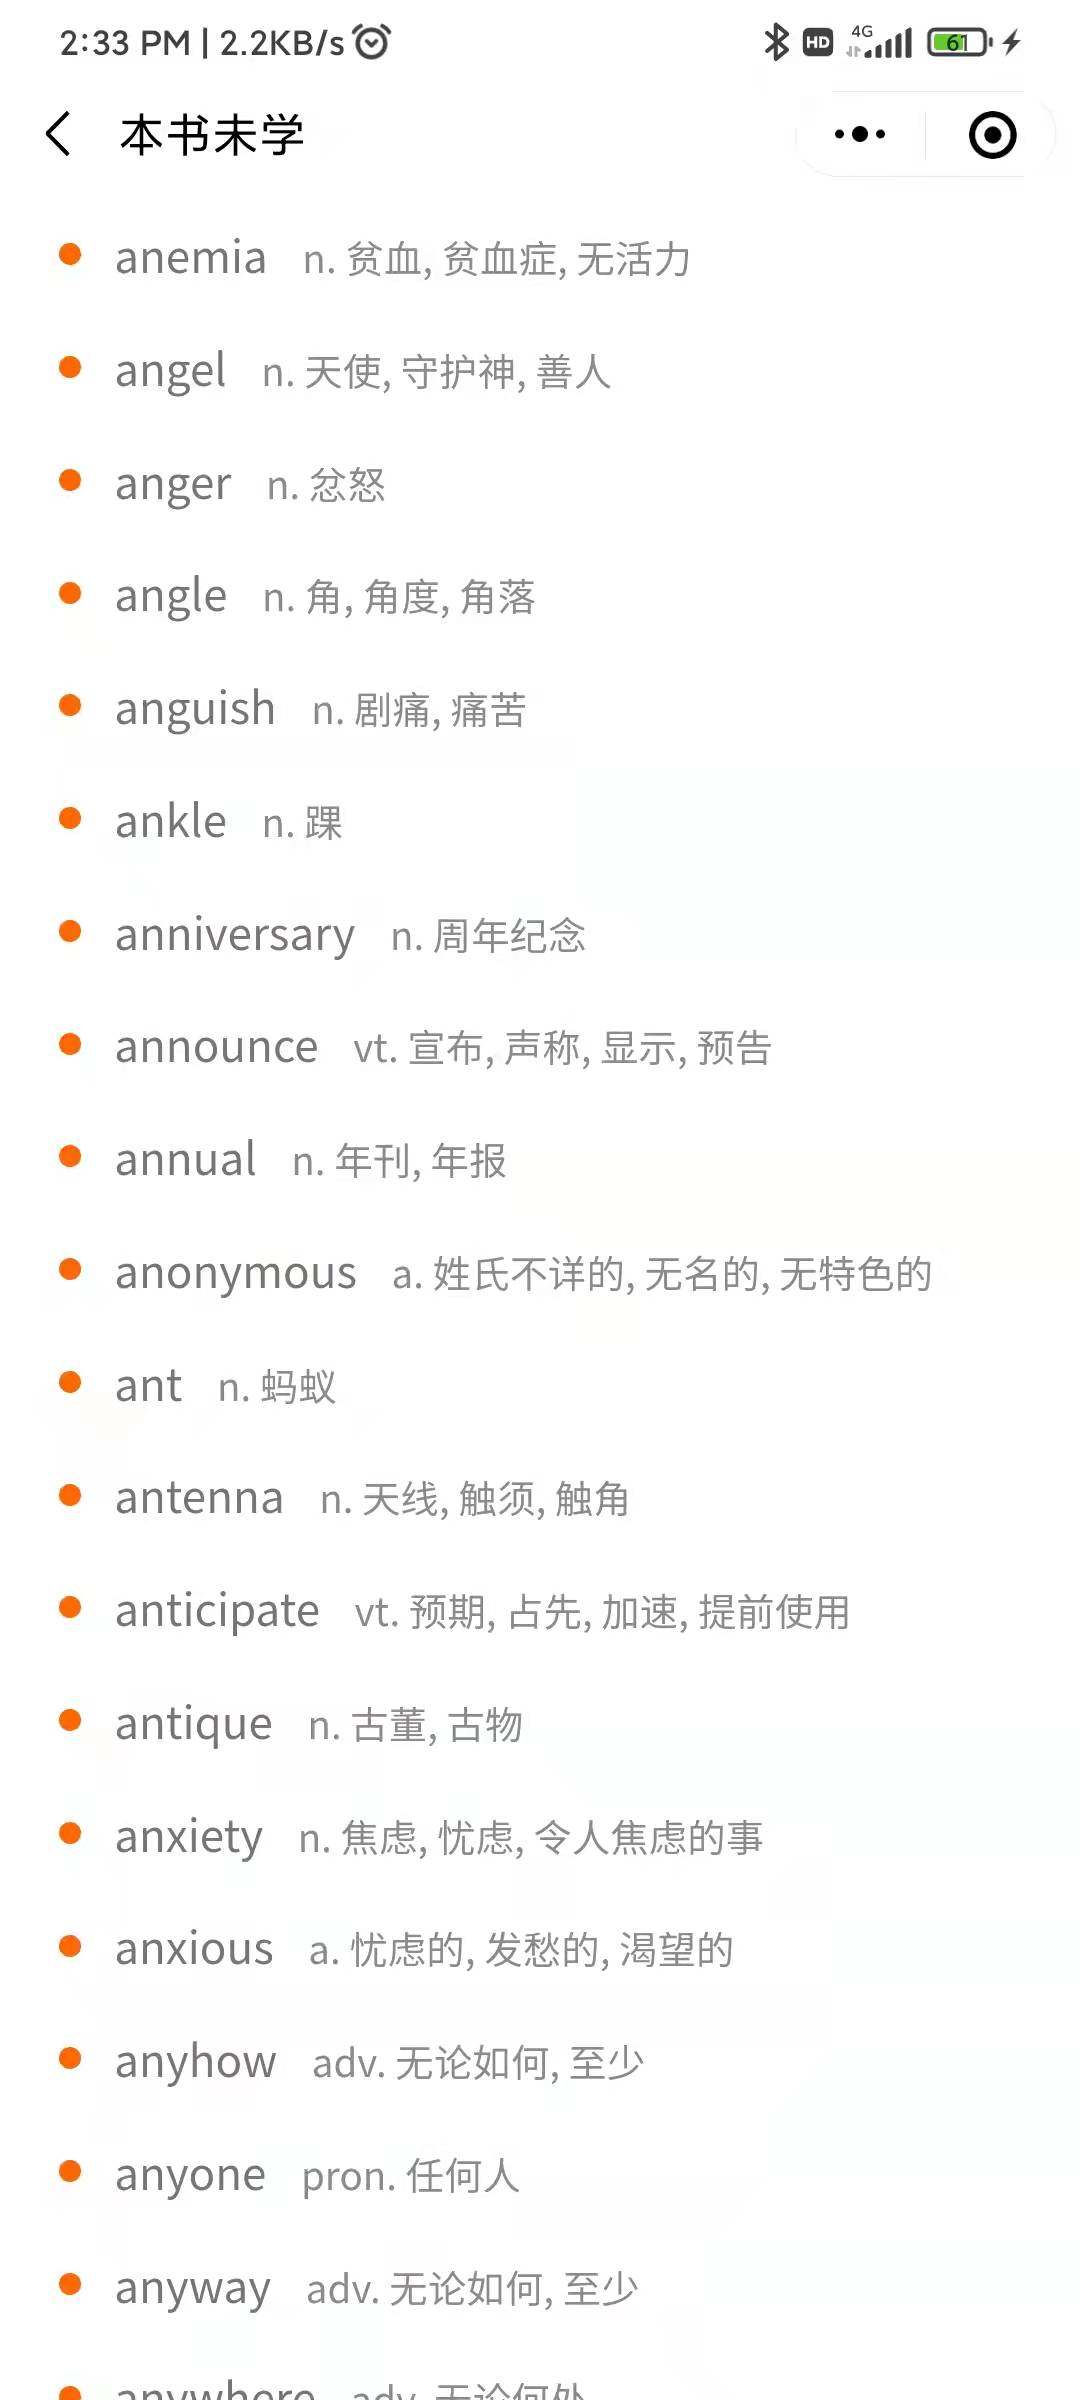 2:33 PM | 2.2KB/s HD 4G 61
本书未学
anemia n. 贫血, 贫血症, 无活力
angel n. 天使, 守护神, 善人
anger n. 忿怒
angle n. 角, 角度, 角落
anguish n. 剧痛, 痛苦
ankle n. 踝
anniversary n. 周年纪念
announce vt. 宣布, 声称, 显示, 预告
annual n. 年刊, 年报
anonymous a. 姓氏不详的, 无名的, 无特色的
ant n. 蚂蚁
antenna n. 天线, 触须, 触角
anticipate vt. 预期, 占先, 加速, 提前使用
antique n. 古董, 古物
anxiety n. 焦虑, 忧虑, 令人焦虑的事
anxious a. 忧虑的, 发愁的, 渴望的
anyhow adv. 无论如何, 至少
anyone pron. 任何人
anyway adv. 无论如何, 至少
anywhere adv. 无论何处